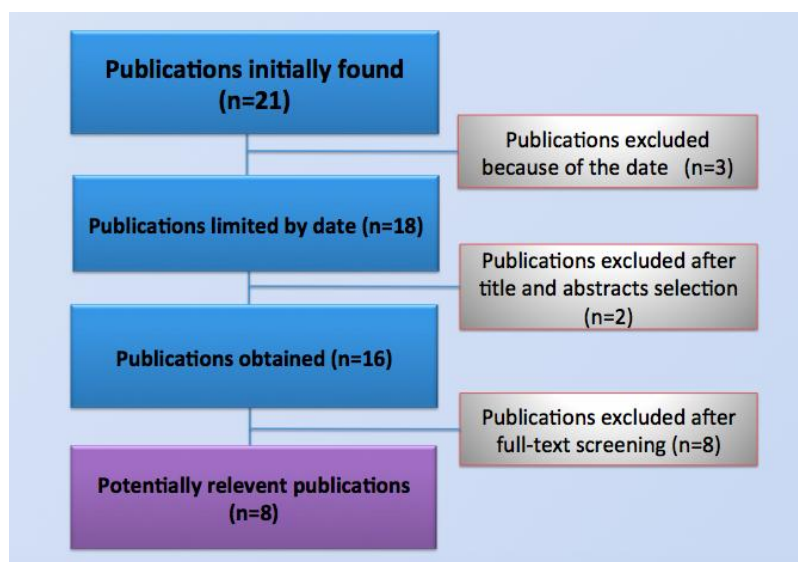 Publications initially found
(n=21)
Publications excluded
because of the date (n=3)
Publications limited by date (n=18)
Publications excluded after
title and abstracts selection
(n=2)
Publications obtained (n=16)
Publications excluded after
full-text screening (n=8)
Potentially relevent publications
(n=8)